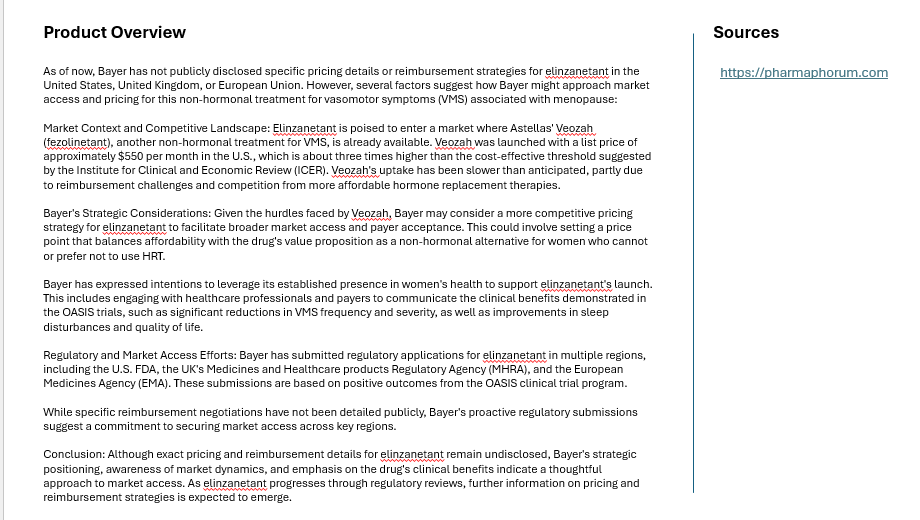 Product Overview
As of now, Bayer has not publicly disclosed specific pricing details or reimbursement strategies for elinzanetant in the
United States, United Kingdom, or European Union. However, several factors suggest how Bayer might approach market
access and pricing for this non-hormonal treatment for vasomotor symptoms (VMS) associated with menopause:
Market Context and Competitive Landscape: Elinzanetant is poised to enter a market where Astellas' Veozah
(fezolinetant), another non-hormonal treatment for VMS, is already available. Veozah was launched with a list price of
approximately $550 per month in the U.S., which is about three times higher than the cost-effective threshold suggested
by the Institute for Clinical and Economic Review (ICER). Veozah's uptake has been slower than anticipated, partly due
to reimbursement challenges and competition from more affordable hormone replacement therapies.
Bayer's Strategic Considerations: Given the hurdles faced by Veozah, Bayer may consider a more competitive pricing
strategy for elinzanetant to facilitate broader market access and payer acceptance. This could involve setting a price
point that balances affordability with the drug's value proposition as a non-hormonal alternative for women who cannot
or prefer not to use HRT.
Bayer has expressed intentions to leverage its established presence in women's health to support elinzanetant's launch.
This includes engaging with healthcare professionals and payers to communicate the clinical benefits demonstrated in
the OASIS trials, such as significant reductions in VMS frequency and severity, as well as improvements in sleep
disturbances and quality of life.
Regulatory and Market Access Efforts: Bayer has submitted regulatory applications for elinzanetant in multiple regions,
including the U.S. FDA, the UK's Medicines and Healthcare products Regulatory Agency (MHRA), and the European
Medicines Agency (EMA). These submissions are based on positive outcomes from the OASIS clinical trial program.
While specific reimbursement negotiations have not been detailed publicly, Bayer's proactive regulatory submissions
suggest a commitment to securing market access across key regions.
Conclusion: Although exact pricing and reimbursement details for elinzanetant remain undisclosed, Bayer's strategic
positioning, awareness of market dynamics, and emphasis on the drug's clinical benefits indicate a thoughtful
approach to market access. As elinzanetant progresses through regulatory reviews, further information on pricing and
reimbursement strategies is expected to emerge.
Sources
https://pharmaphorum.com